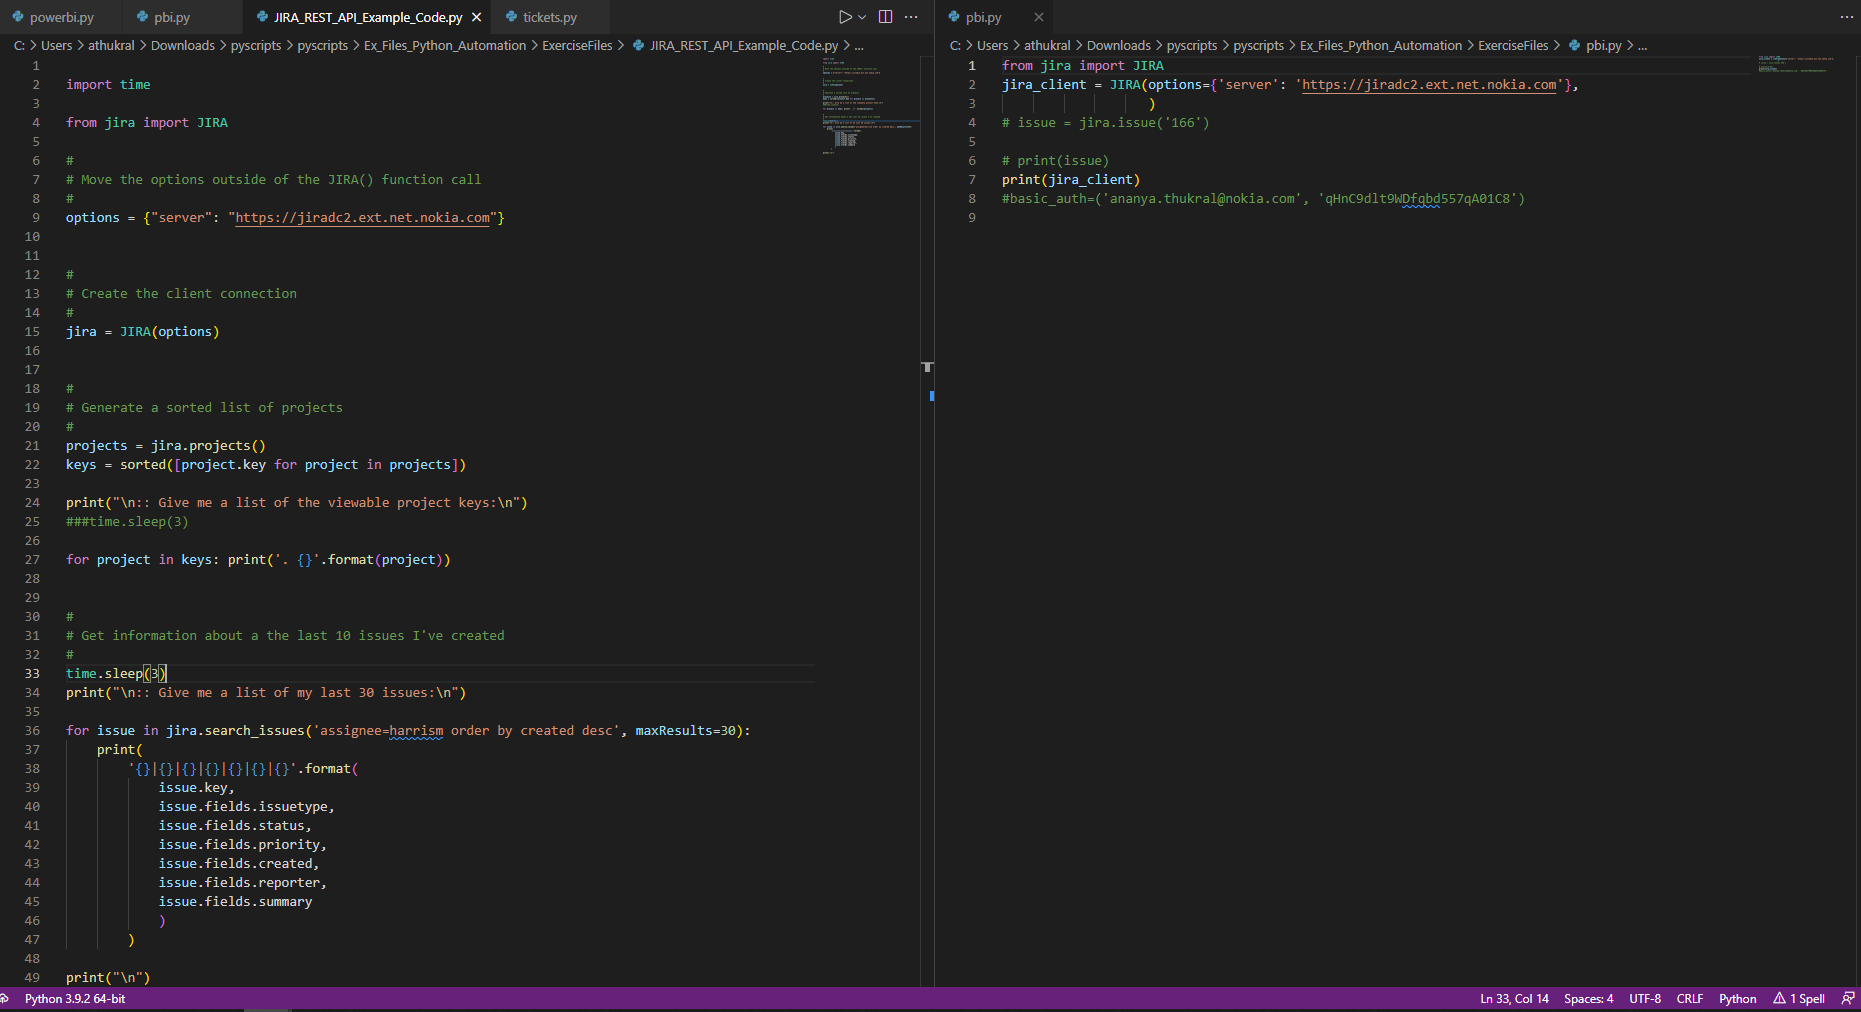 powerbi.py
pbi.py
JIRA_REST_API_Example_Code.py
tickets.py
C: > Users > athukral > Downloads > pyscripts > pyscripts > Ex_Files_Python_Automation > ExerciseFiles > JIRA_REST_API_Example_Code.py > ...
1
2 import time
3
4 from jira import JIRA
5
6 #
7 # Move the options outside of the JIRA() function call
8 #
9 options = {"server": "https://jiradc2.ext.net.nokia.com"}
10
11
12 #
13 # Create the client connection
14 #
15 jira = JIRA(options)
16
17
18 #
19 # Generate a sorted list of projects
20 #
21 projects = jira.projects()
22 keys = sorted([project.key for project in projects])
23
24 print("\n:: Give me a list of the viewable project keys:\n")
25 ###time.sleep(3)
26
27 for project in keys: print('. {}'.format(project))
28
29
30 #
31 # Get information about a the last 10 issues I've created
32 #
33 time.sleep(3)
34 print("\n:: Give me a list of my last 30 issues:\n")
35
36 for issue in jira.search_issues('assignee=harrism order by created desc', maxResults=30):
37 print(
38 '{}|{}|{}|{}|{}|{}|{}'.format(
39 issue.key,
40 issue.fields.issuetype,
41 issue.fields.status,
42 issue.fields.priority,
43 issue.fields.created,
44 issue.fields.reporter,
45 issue.fields.summary
46 )
47 )
48
49 print("\n")
pbi.py
C: > Users > athukral > Downloads > pyscripts > pyscripts > Ex_Files_Python_Automation > ExerciseFiles > pbi.py > ...
1 from jira import JIRA
2 jira_client = JIRA(options={'server': 'https://jiradc2.ext.net.nokia.com'},
3 )
4 # issue = jira.issue('166')
5
6 # print(issue)
7 print(jira_client)
8 #basic_auth=('ananya.thukral@nokia.com', 'qHnC9dlt9WDfqbd557qA01C8')
9
Python 3.9.2 64-bit
Ln 33, Col 14 Spaces: 4 UTF-8 CRLF Python 1 Spell